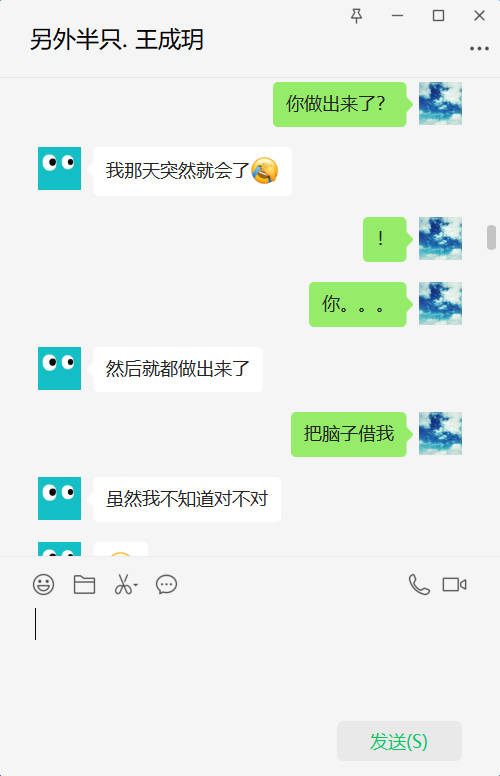 另外半只. 王成玥
你做出来了?
我那天突然就会了
！
你。。。
然后就都做出来了
把脑子借我
虽然我不知道对不对
发送(S)